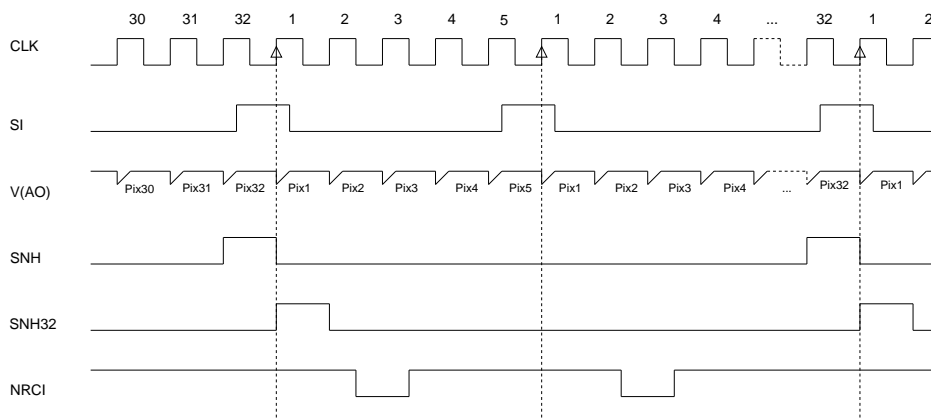 30 31 32 1 2 3 4 5 1 2 3 4 ... 32 1 2
CLK
SI
V(AO) Pix30 Pix31 Pix32 Pix1 Pix2 Pix3 Pix4 Pix5 Pix1 Pix2 Pix3 Pix4 ... Pix32 Pix1
SNH
SNH32
NRCI